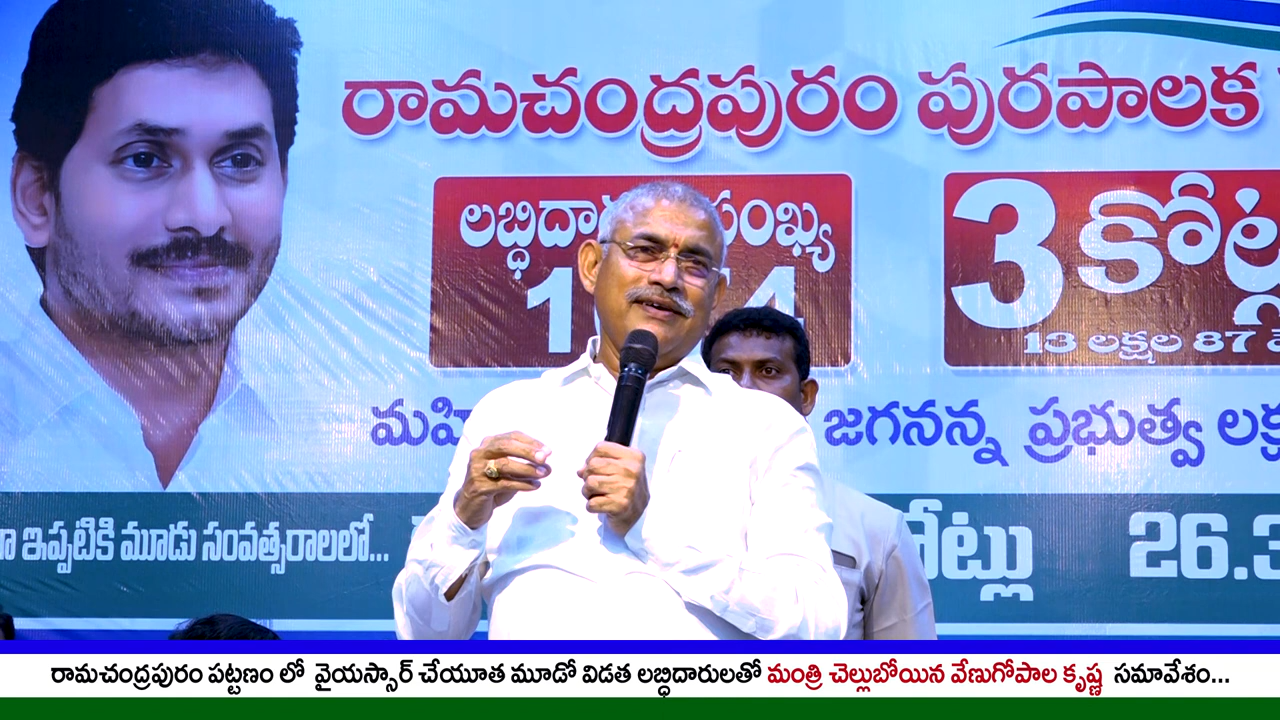 రామచంద్రపురం పురపాలక
సంఖ్య
3 కోట్ల
13 లక్షల 87
జగనన్న ప్రభుత్వ
ఇప్పటికి మూడు సంవత్సరాలలో...
26.3
రామచంద్రపురం పట్టణం లో వైయస్సార్ చేయూత మూడో విడత లబ్ధిదారులతో మంత్రి చెల్లుబోయిన వేణుగోపాల కృష్ణ సమావేశం...